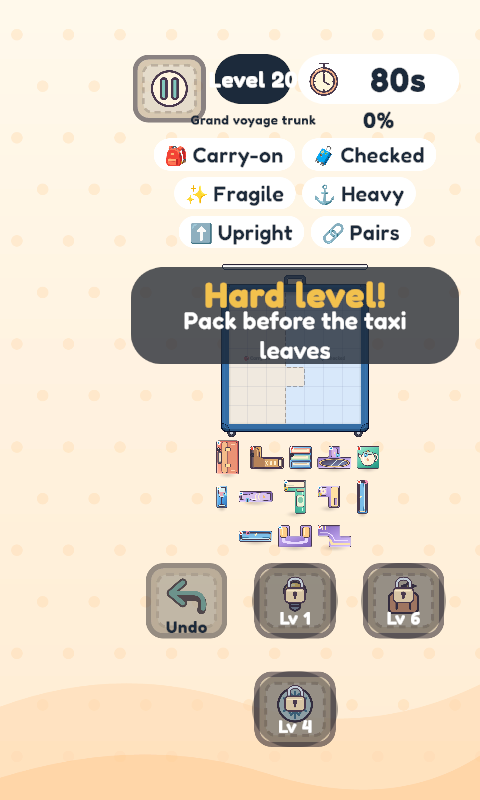 Level 20
80s
Grand voyage trunk
0%
Carry-on
Checked
Fragile
Heavy
Upright
Pairs
Hard level!
Pack before the taxi
leaves
Undo
Lv 1
Lv 6
Lv 4